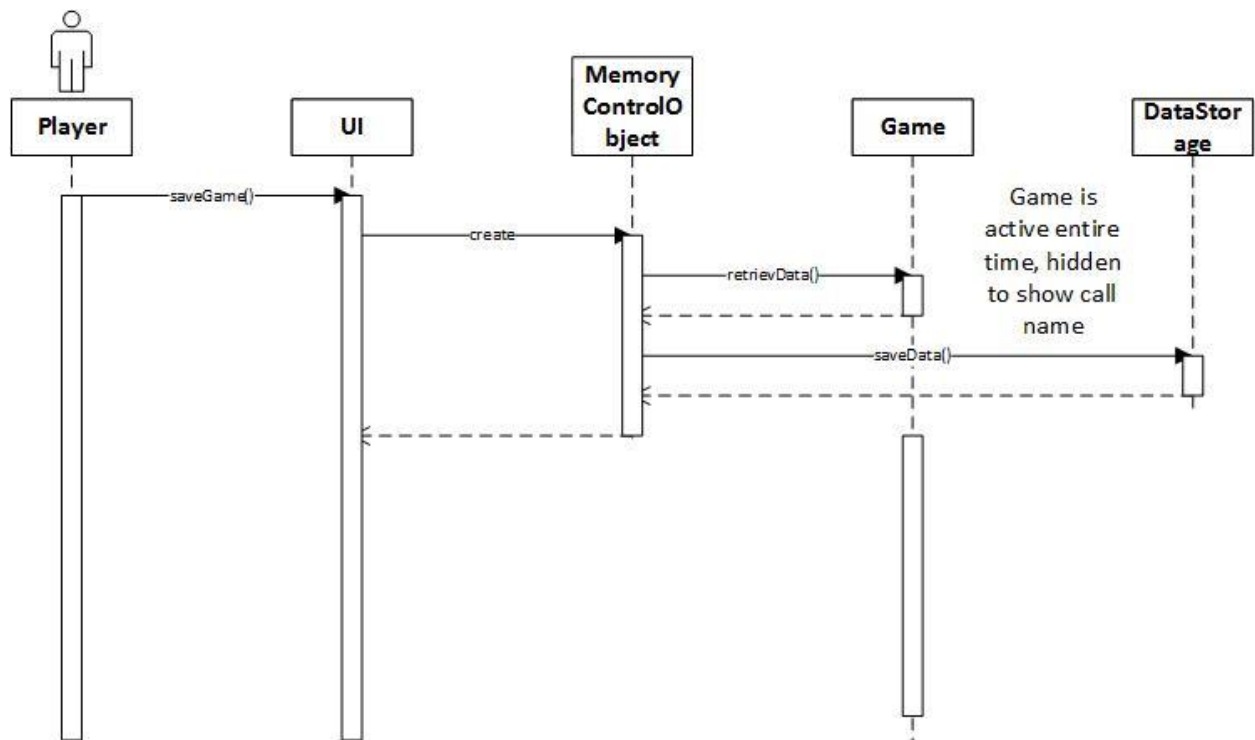 Player
UI
Memory
ControlO
bject
Game
DataStor
age
saveGame()
create
retrievData()
saveData()
Game is
active entire
time, hidden
to show call
name